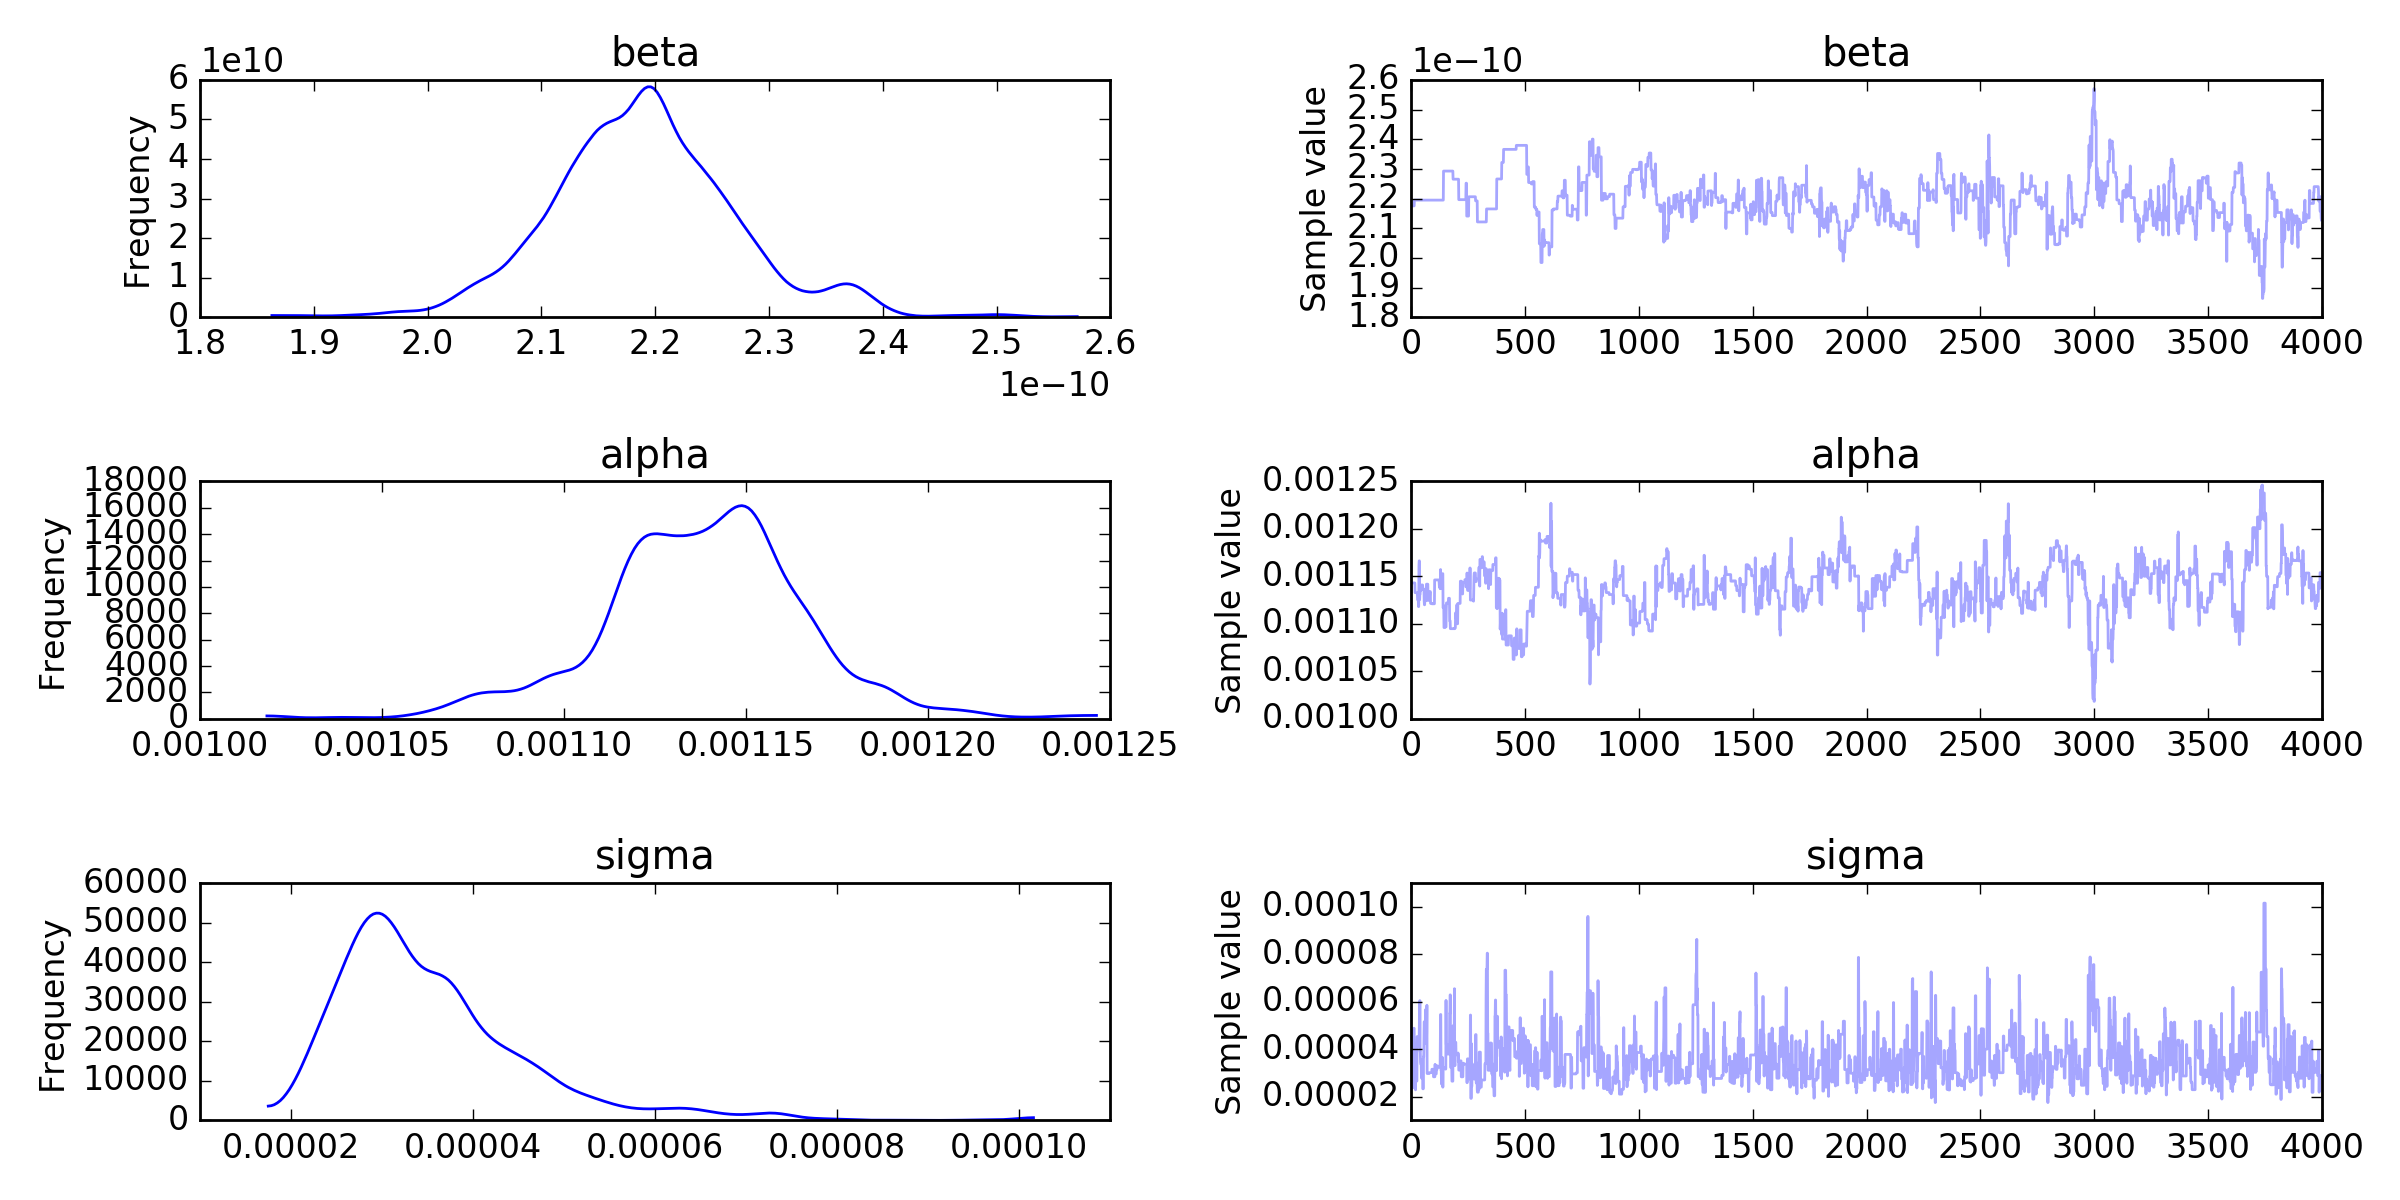 beta
1e10
6
5
4
3
2
1
0
Frequency
1.8 1.9 2.0 2.1 2.2 2.3 2.4 2.5 2.6
1e−10
beta
1e−10
2.6
2.5
2.4
2.3
2.2
2.1
2.0
1.9
1.8
Sample value
0 500 1000 1500 2000 2500 3000 3500 4000
alpha
18000
16000
14000
12000
10000
8000
6000
4000
2000
0
Frequency
0.00100 0.00105 0.00110 0.00115 0.00120 0.00125
alpha
0.00125
0.00120
0.00115
0.00110
0.00105
0.00100
Sample value
0 500 1000 1500 2000 2500 3000 3500 4000
sigma
60000
50000
40000
30000
20000
10000
0
Frequency
0.00002 0.00004 0.00006 0.00008 0.00010
sigma
0.00010
0.00008
0.00006
0.00004
0.00002
Sample value
0 500 1000 1500 2000 2500 3000 3500 4000